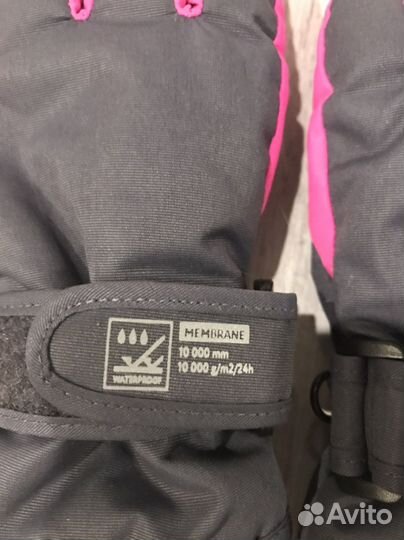 MEMBRANE
10 000 mm
10 000 g/m2/24h
WATERPROOF
Avito